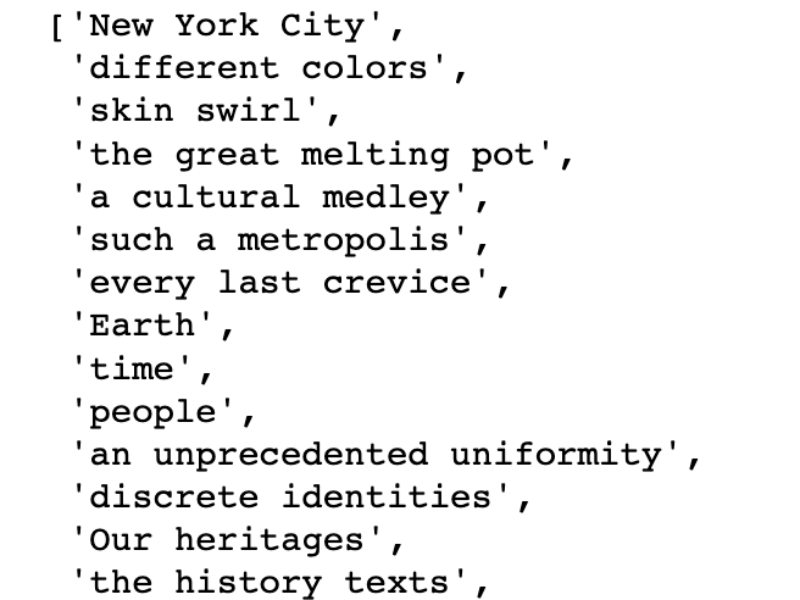 ['New York City',
'different colors',
'skin swirl',
'the great melting pot',
'a cultural medley',
'such a metropolis',
'every last crevice',
'Earth',
'time',
'people',
'an unprecedented uniformity',
'discrete identities',
'Our heritages',
'the history texts',